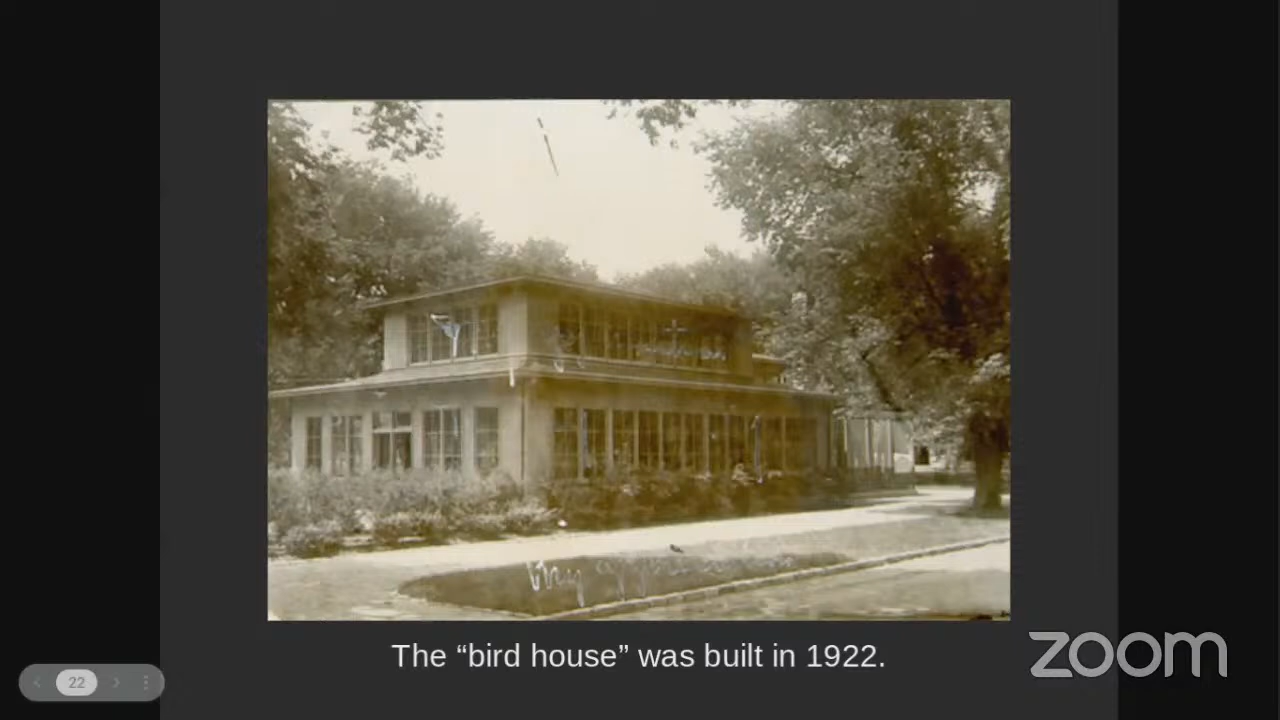 The “bird house” was built in 1922.
zoom
22